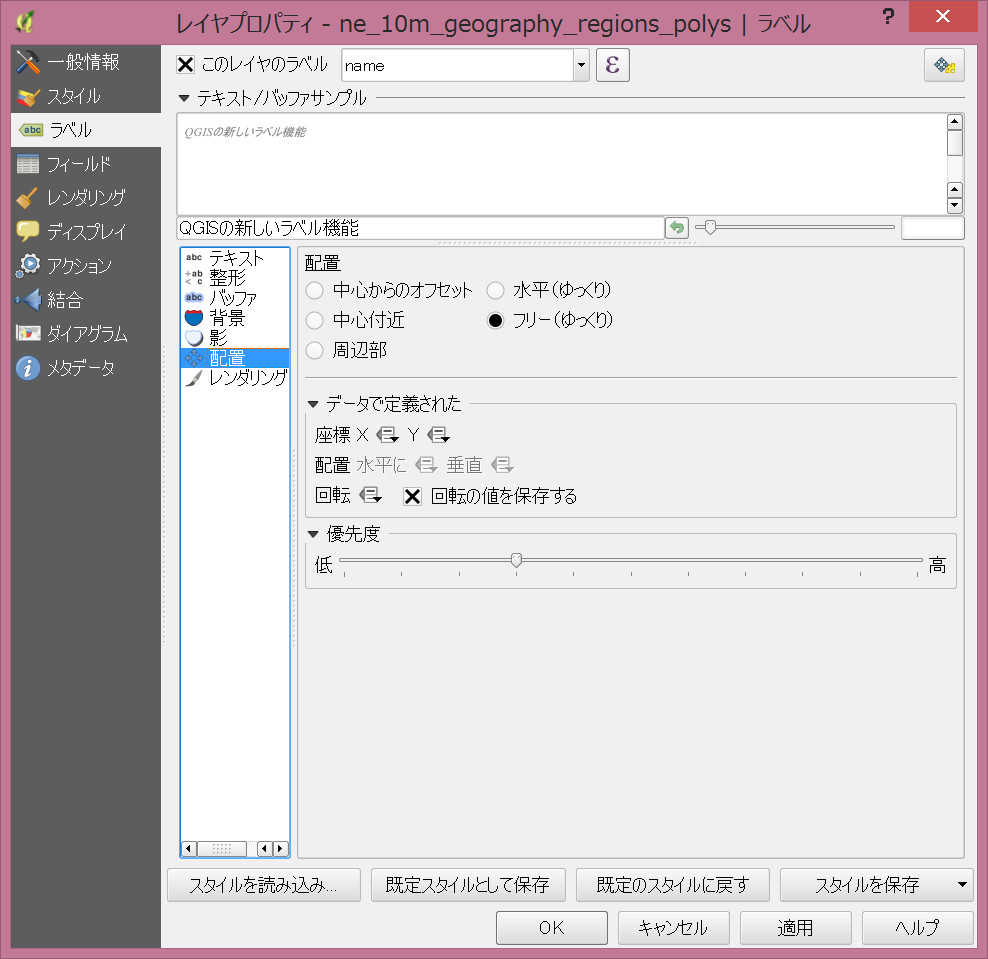 レイヤプロパティ - ne_10m_geography_regions_polys | ラベル
?
一般情報
スタイル
abc ラベル
フィールド
レンダリング
ディスプレイ
アクション
結合
ダイアグラム
i メタデータ
このレイヤのラベル name ε
テキスト/バッファサンプル
QGISの新しいラベル機能
QGISの新しいラベル機能
abc テキスト
+ab < c 整形
abc バッファ
背景
影
配置
レンダリング
配置
中心からのオフセット 水平(ゆっくり)
中心付近 フリー(ゆっくり)
周辺部
データで定義された
座標 X Y
配置 水平に 垂直
回転 回転の値を保存する
優先度
低 高
スタイルを読み込み... 既定スタイルとして保存 既定のスタイルに戻す スタイルを保存
OK キャンセル 適用 ヘルプ